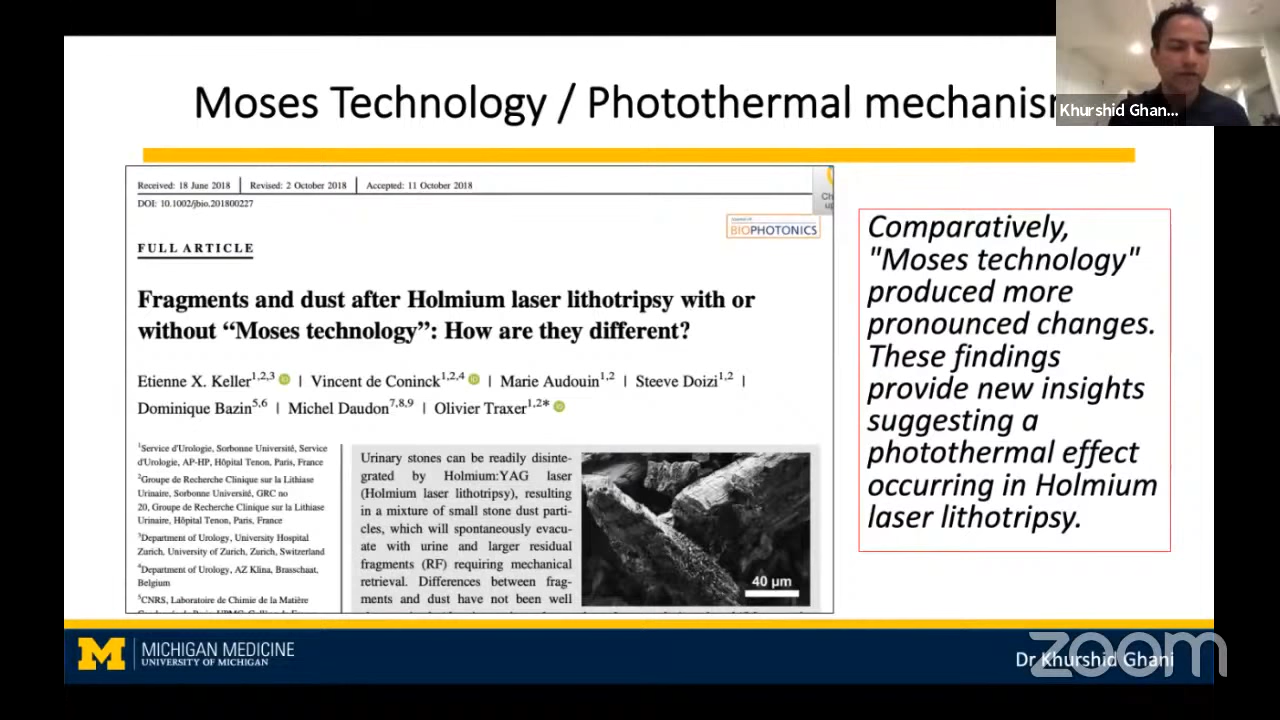 Moses Technology / Photothermal mechanism
Khurshid Ghan...
Received: 18 June 2018 | Revised: 2 October 2018 | Accepted: 11 October 2018
DOI: 10.1002/jbio.201800227
BIOPHOTONICS
FULL ARTICLE
Fragments and dust after Holmium laser lithotripsy with or
without “Moses technology”: How are they different?
Etienne X. Keller1,2,3 | Vincent de Coninck1,2,4 | Marie Audouin1,2 | Steeve Doizi1,2 |
Dominique Bazin5,6 | Michel Daudon7,8,9 | Olivier Traxer1,2*
1Service d'Urologie, Sorbonne Université, Service
d'Urologie, AP-HP, Hôpital Tenon, Paris, France
2Groupe de Recherche Clinique sur la Lithiase
Urinaire, Sorbonne Université, GRC no
20, Groupe de Recherche Clinique sur la Lithiase
Urinaire, Hôpital Tenon, Paris, France
3Department of Urology, University Hospital
Zurich, University of Zurich, Zurich, Switzerland
4Department of Urology, AZ Klina, Brasschaat,
Belgium
5CNRS, Laboratoire de Chimie de la Matière
Urinary stones can be readily disinte-
grated by Holmium:YAG laser
(Holmium laser lithotripsy), resulting
in a mixture of small stone dust parti-
cles, which will spontaneously evacu-
ate with urine and larger residual
fragments (RF) requiring mechanical
retrieval. Differences between frag-
ments and dust have not been well
40 µm
Comparatively,
"Moses technology"
produced more
pronounced changes.
These findings
provide new insights
suggesting a
photothermal effect
occurring in Holmium
laser lithotripsy.
M | MICHIGAN MEDICINE
UNIVERSITY OF MICHIGAN
Dr Khurshid Ghani
zoom